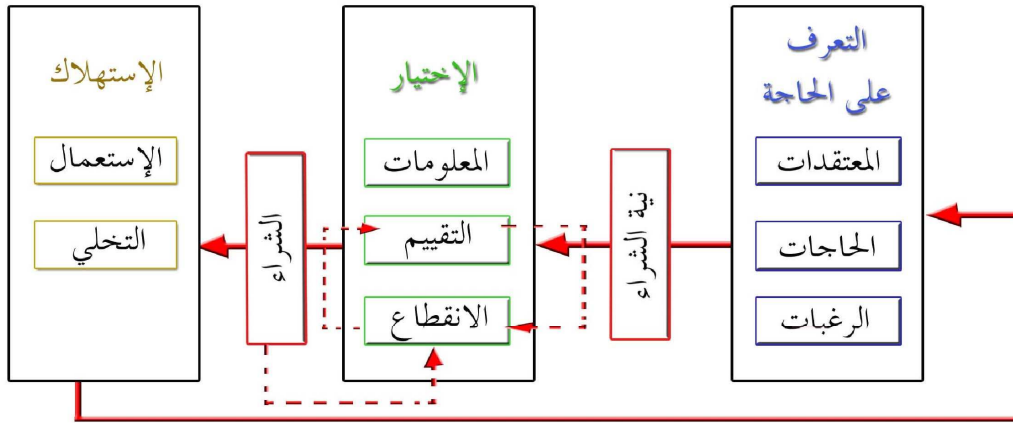 التعرف
على الحاجة
المعتقدات
الحاجات
الرغبات
نية الشراء
الإختيار
المعلومات
التقييم
الانقطاع
الشراء
الإستهلاك
الإستعمال
التخلي